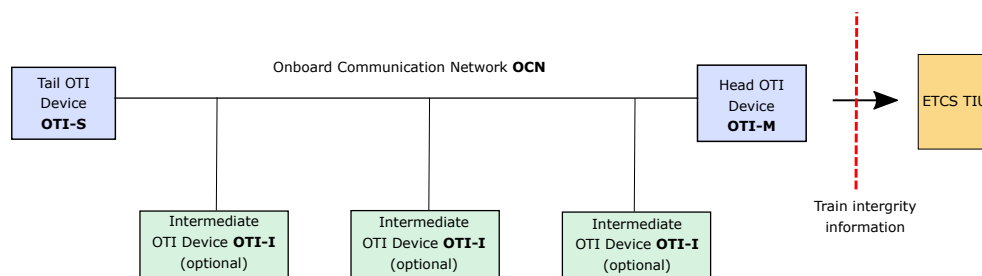 Onboard Communication Network OCN
Tail OTI
Device
OTI-S
Head OTI
Device
OTI-M
ETCS TIU
Train intergrity
information
Intermediate
OTI Device OTI-I
(optional)
Intermediate
OTI Device OTI-I
(optional)
Intermediate
OTI Device OTI-I
(optional)